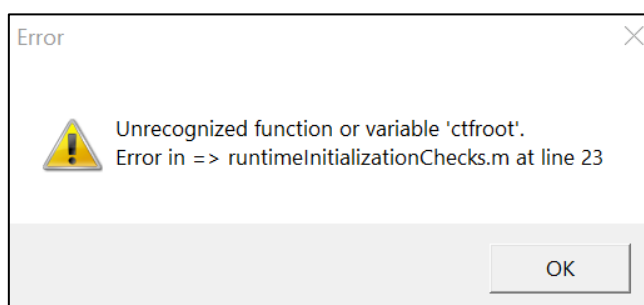 Error
Unrecognized function or variable 'ctfroot'.
Error in => runtimeInitializationChecks.m at line 23
OK